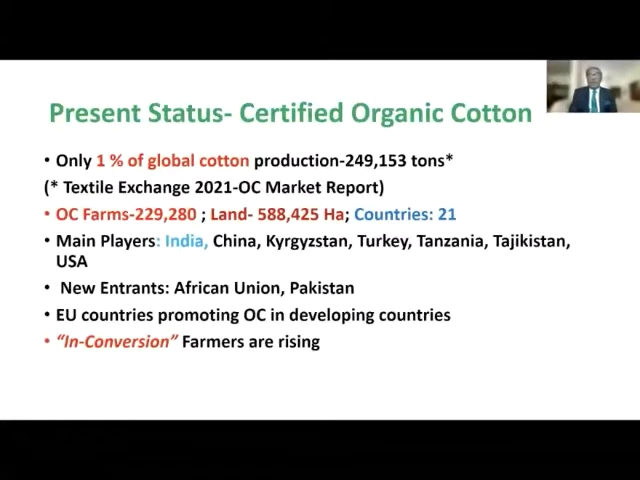 Present Status- Certified Organic Cotton
• Only 1 % of global cotton production-249,153 tons*
(* Textile Exchange 2021-OC Market Report)
• OC Farms-229,280 ; Land- 588,425 Ha; Countries: 21
• Main Players: India, China, Kyrgyzstan, Turkey, Tanzania, Tajikistan,
USA
• New Entrants: African Union, Pakistan
• EU countries promoting OC in developing countries
• “In-Conversion” Farmers are rising